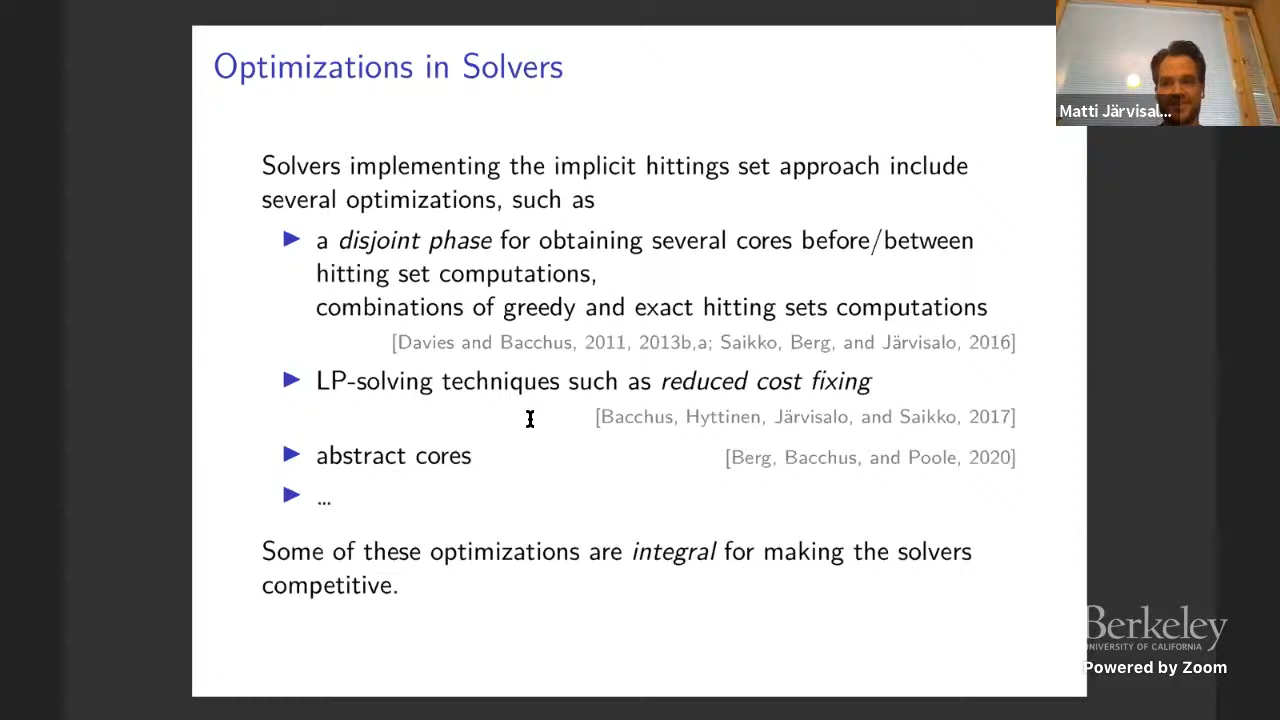 Optimizations in Solvers
Matti Järvisal...
Solvers implementing the implicit hittings set approach include
several optimizations, such as
▶ a disjoint phase for obtaining several cores before/between
hitting set computations,
combinations of greedy and exact hitting sets computations
[Davies and Bacchus, 2011, 2013b,a; Saikko, Berg, and Järvisalo, 2016]
▶ LP-solving techniques such as reduced cost fixing
[Bacchus, Hyttinen, Järvisalo, and Saikko, 2017]
▶ abstract cores [Berg, Bacchus, and Poole, 2020]
▶ ...
Some of these optimizations are integral for making the solvers
competitive.
Berkeley
UNIVERSITY OF CALIFORNIA
Powered by Zoom